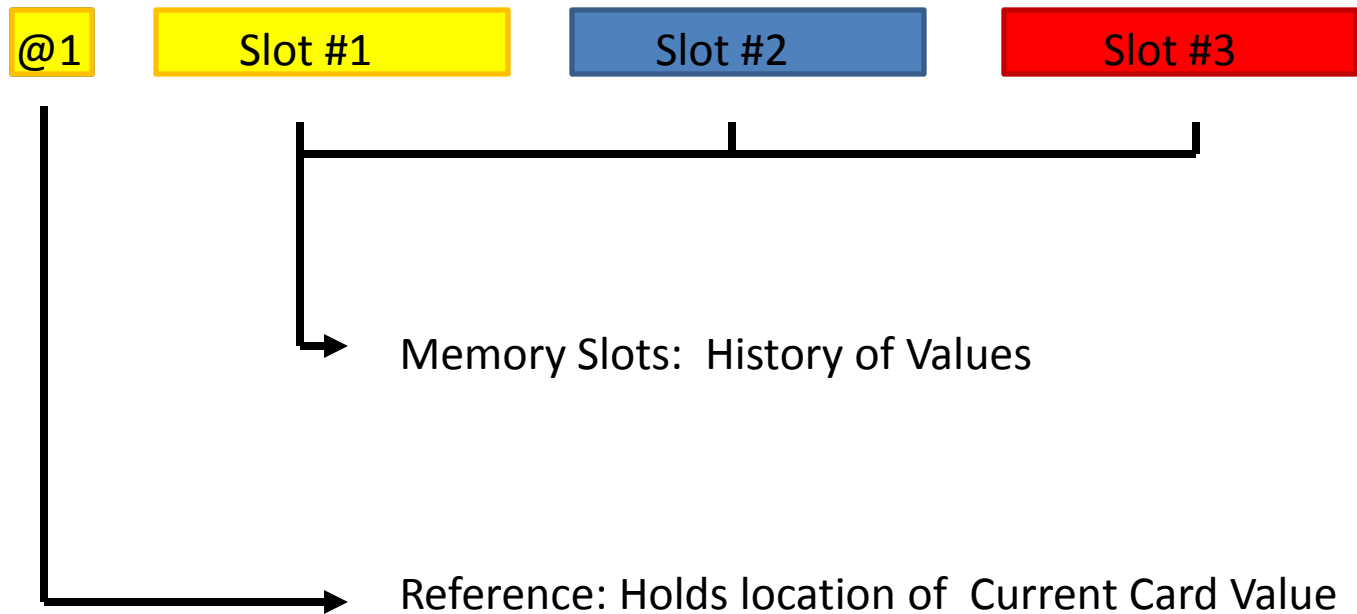 @1 Slot #1 Slot #2 Slot #3
Memory Slots: History of Values
Reference: Holds location of Current Card Value